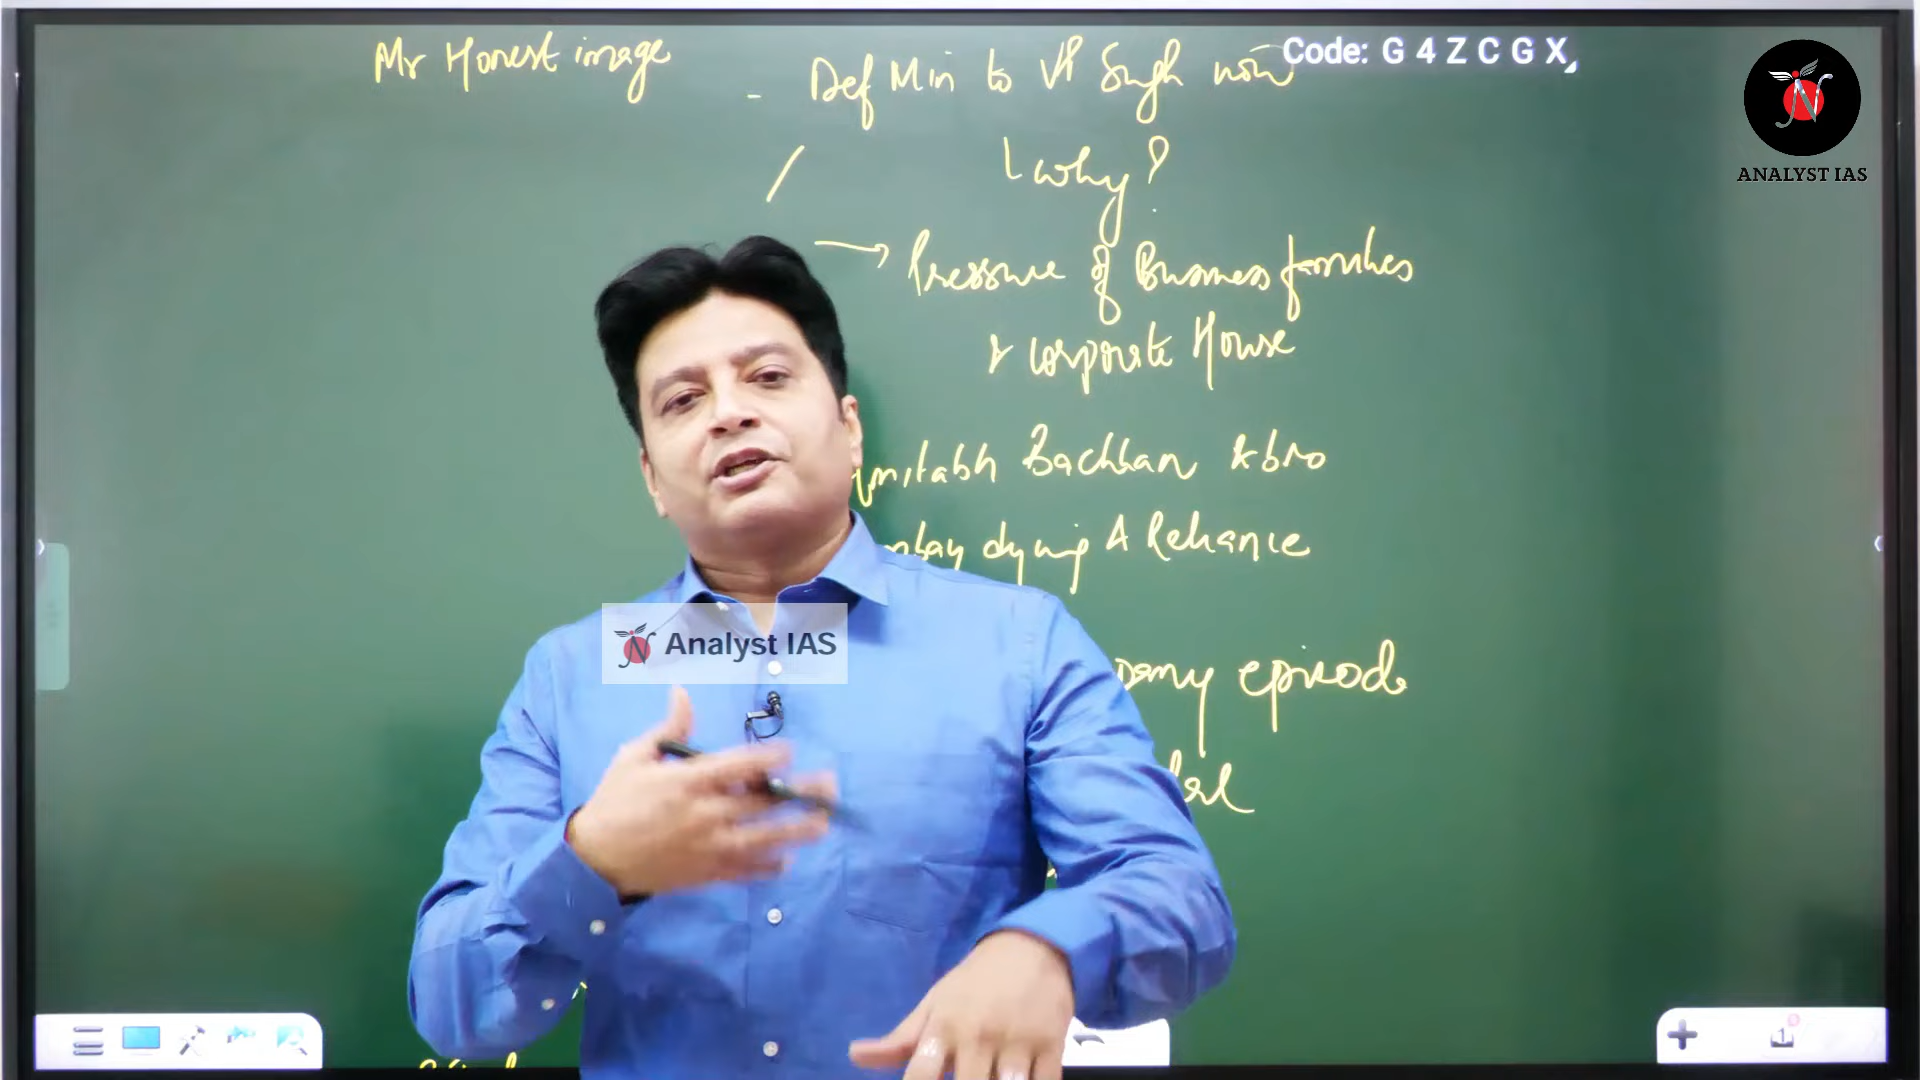 Mr Honest image
Code: G 4 Z C G X
- Def Min to VP Singh now
ANALYST IAS
Why?
→ Pressure of Business families
& Corporate House
Amitabh Bachhan & bro
dying & Reliance
episode
Analyst IAS